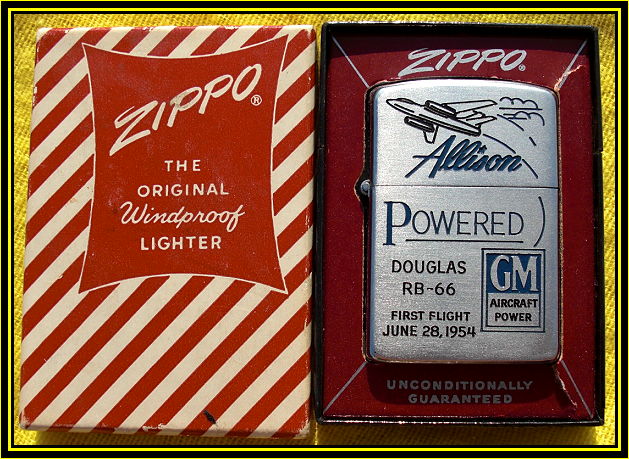 ZIPPO®
THE
ORIGINAL
Windproof
LIGHTER
ZIPPO®
Allison
POWERED
DOUGLAS
RB-66
FIRST FLIGHT
JUNE 28, 1954
GM
AIRCRAFT
POWER
UNCONDITIONALLY
GUARANTEED